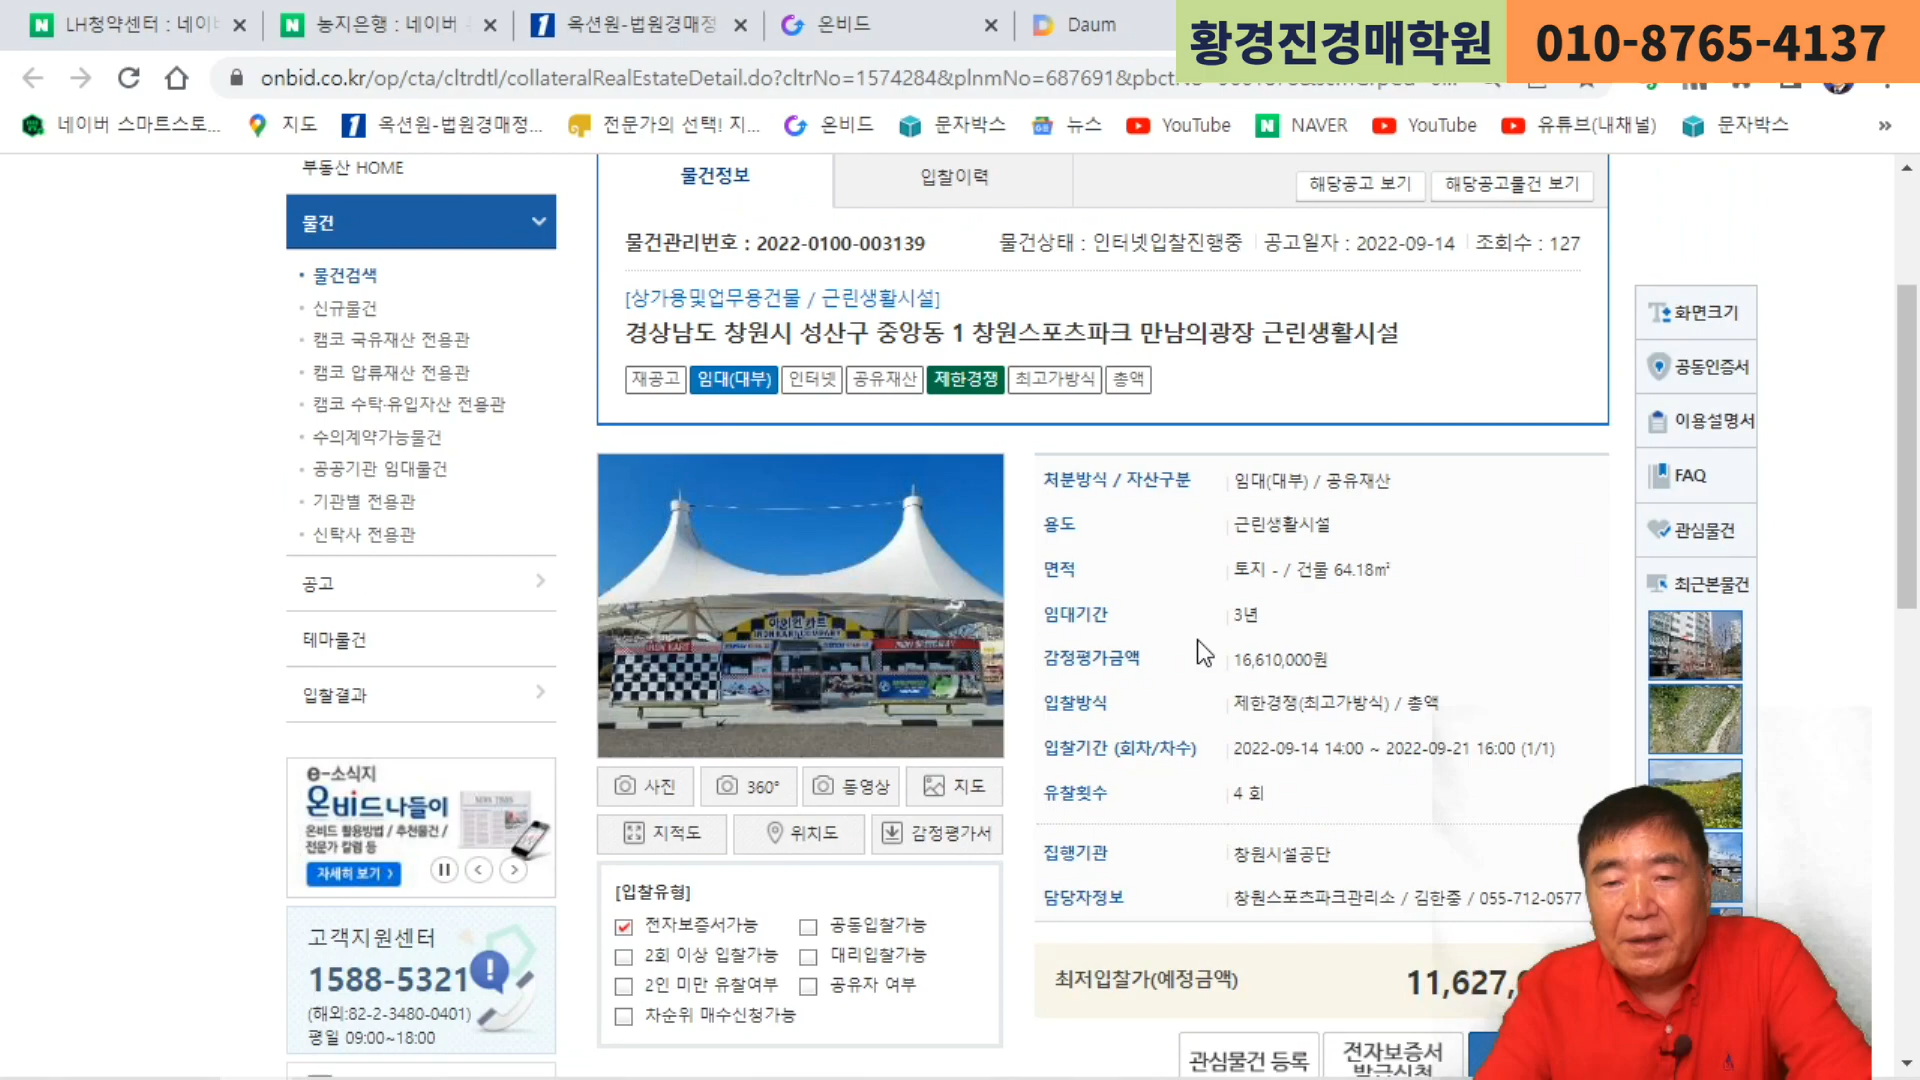 LH청약센터 : 네이
농지은행 : 네이버
옥션원-법원경매정
온비드
Daum
황경진경매학원
010-8765-4137
onbid.co.kr/op/cta/cltrdtl/collateralRealEstateDetail.do?cltrNo=1574284&plnmNo=687691&pbct
네이버 스마트스토...
지도
옥션원-법원경매정...
전문가의 선택! 지...
온비드
문자박스
뉴스
YouTube
NAVER
YouTube
유튜브(내채널)
문자박스
»
부동산 HOME
물건
물건검색
신규물건
캠코 국유재산 전용관
캠코 압류재산 전용관
캠코 수탁·유입자산 전용관
수의계약가능물건
공공기관 임대물건
기관별 전용관
신탁사 전용관
공고
테마물건
입찰결과
e-소식지
온비드나들이
온비드 활용방법 / 추천물건 /
전문가 칼럼 등
자세히 보기 >
고객지원센터
1588-5321
(해외:82-2-3480-0401)
평일 09:00~18:00
물건정보
입찰이력
해당공고 보기
해당공고물건 보기
물건관리번호 : 2022-0100-003139
물건상태 : 인터넷입찰진행중
공고일자 : 2022-09-14
조회수 : 127
[상가용및업무용건물 / 근린생활시설]
경상남도 창원시 성산구 중앙동 1 창원스포츠파크 만남의광장 근린생활시설
재공고
임대(대부)
인터넷
공유재산
제한경쟁
최고가방식
총액
아이언 카트
사진
360°
동영상
지도
지적도
위치도
감정평가서
[입찰유형]
전자보증서가능
공동입찰가능
2회 이상 입찰가능
대리입찰가능
2인 미만 유찰여부
공유자 여부
차순위 매수신청가능
처분방식 / 자산구분
임대(대부) / 공유재산
용도
근린생활시설
면적
토지 - / 건물 64.18㎡
임대기간
3년
감정평가금액
16,610,000원
입찰방식
제한경쟁(최고가방식) / 총액
입찰기간 (회차/차수)
2022-09-14 14:00 ~ 2022-09-21 16:00 (1/1)
유찰횟수
4 회
집행기관
창원시설공단
담당자정보
창원스포츠파크관리소 / 김한중 / 055-712-0577
최저입찰가(예정금액)
11,627,
관심물건 등록
전자보증서
발급신청
화면크기
공동인증서
이용설명서
FAQ
관심물건
최근본물건